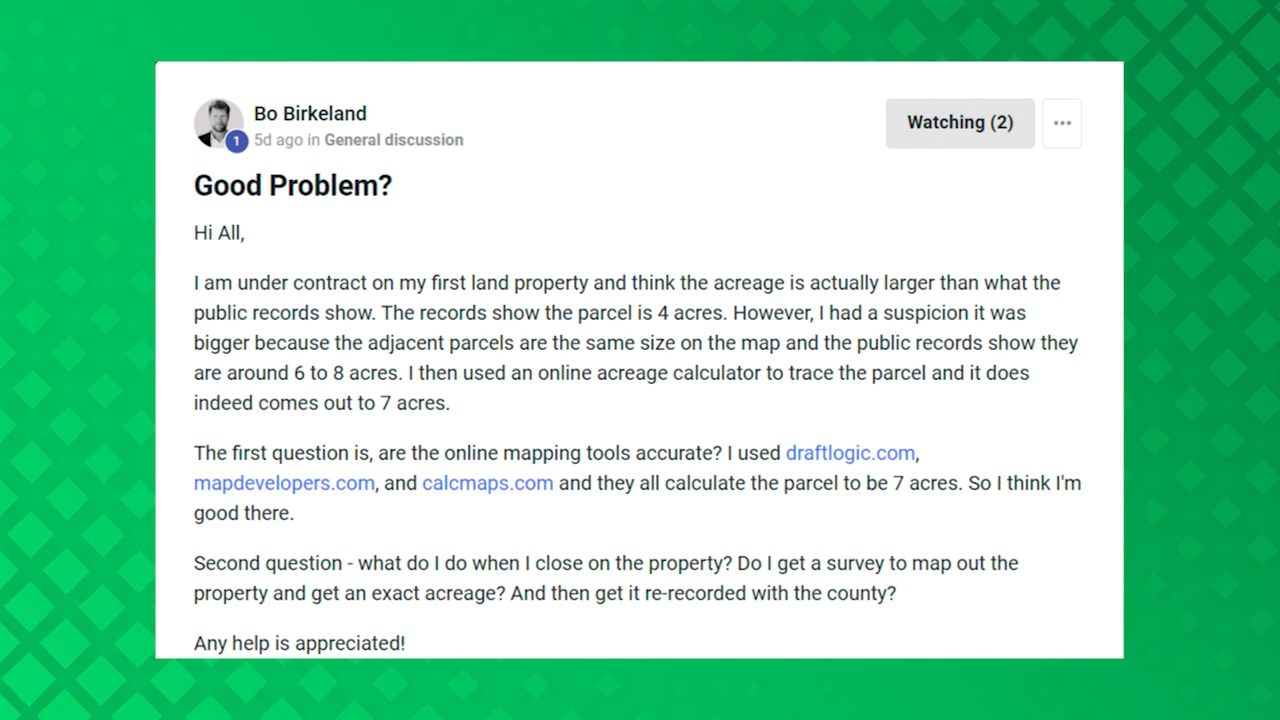 Bo Birkeland
1
5d ago in General discussion
Watching (2)
Good Problem?
Hi All,
I am under contract on my first land property and think the acreage is actually larger than what the
public records show. The records show the parcel is 4 acres. However, I had a suspicion it was
bigger because the adjacent parcels are the same size on the map and the public records show they
are around 6 to 8 acres. I then used an online acreage calculator to trace the parcel and it does
indeed comes out to 7 acres.
The first question is, are the online mapping tools accurate? I used draftlogic.com,
mapdevelopers.com, and calcmaps.com and they all calculate the parcel to be 7 acres. So I think I'm
good there.
Second question - what do I do when I close on the property? Do I get a survey to map out the
property and get an exact acreage? And then get it re-recorded with the county?
Any help is appreciated!